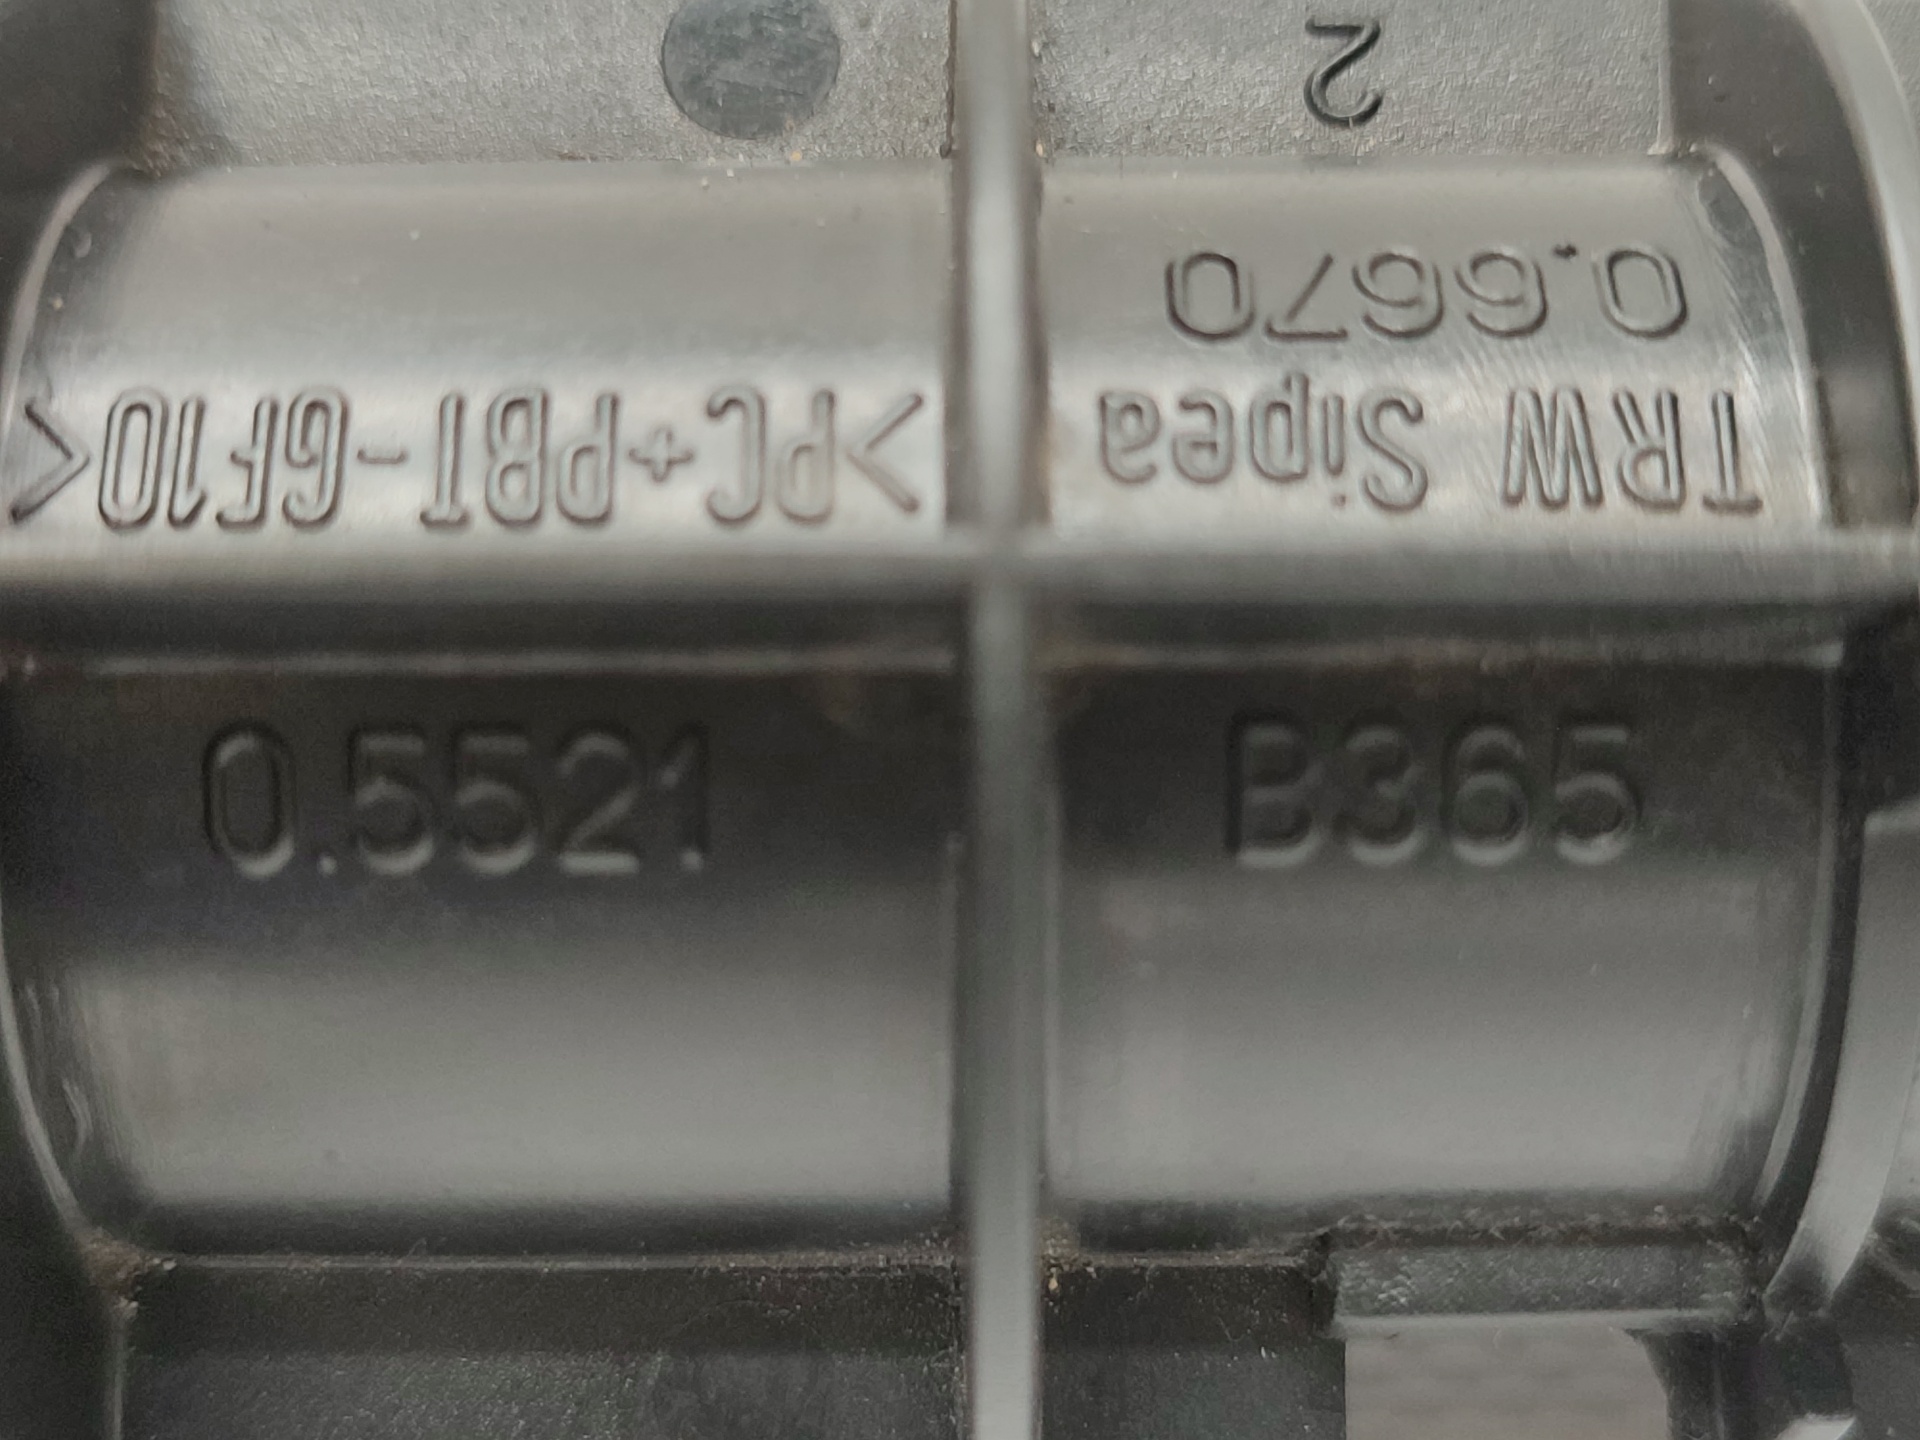 2
0.6670
TRW Sipea
>PC+PBT-GF10<
0.5521
B365